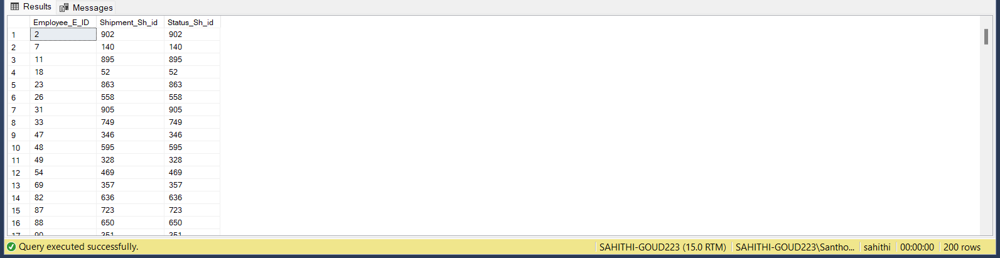 Results Messages
Employee_E_ID Shipment_Sh_id Status_Sh_id
1 2 902 902
2 7 140 140
3 11 895 895
4 18 52 52
5 23 863 863
6 26 558 558
7 31 905 905
8 33 749 749
9 47 346 346
10 48 595 595
11 49 328 328
12 54 469 469
13 69 357 357
14 82 636 636
15 87 723 723
16 88 650 650
17 90 351 351
Query executed successfully. SAHITHI-GOUD223 (15.0 RTM) SAHITHI-GOUD223\Santho... sahithi 00:00:00 200 rows